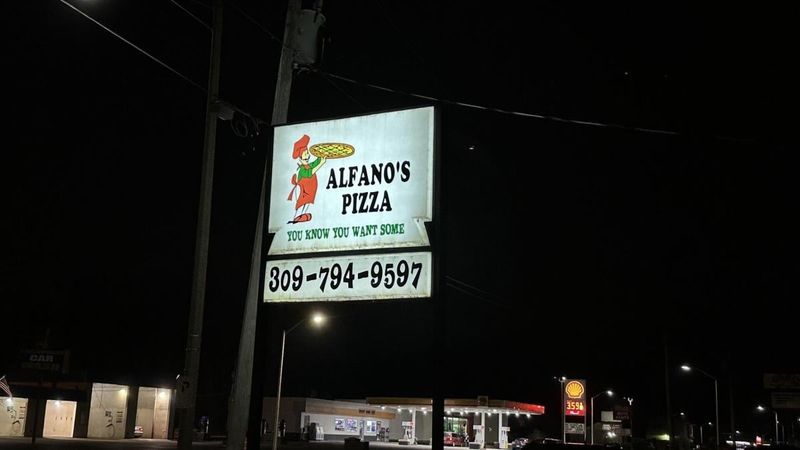 ALFANO'S
PIZZA
YOU KNOW YOU WANT SOME
309-794-9597
CAR
WASH
3.59